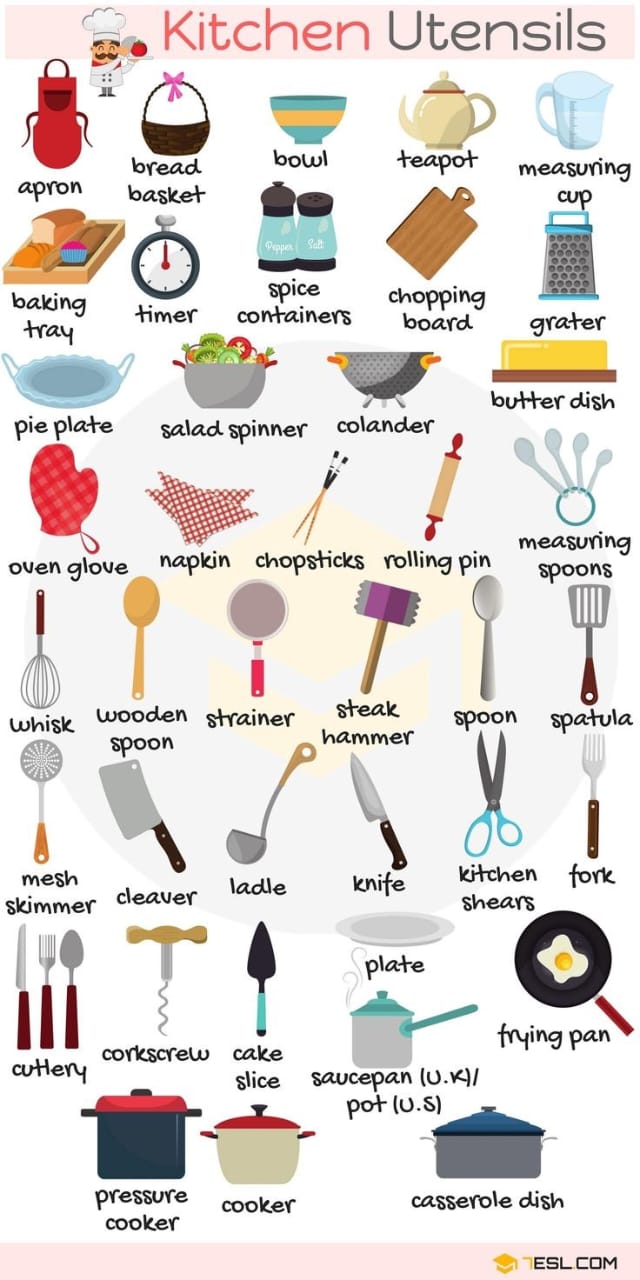 Kitchen Utensils
apron
bread
basket
bowl
teapot
measuring
cup
Pepper
Salt
baking
tray
timer
spice
containers
chopping
board
grater
pie plate
salad spinner
colander
butter dish
oven glove
napkin
chopsticks
rolling pin
measuring
spoons
whisk
wooden
spoon
strainer
steak
hammer
spoon
spatula
mesh
skimmer
cleaver
ladle
knife
kitchen
shears
fork
cuttery
corkscrew
cake
slice
plate
saucepan (U.K)/
pot (U.S)
frying pan
pressure
cooker
cooker
casserole dish
7ESL.COM